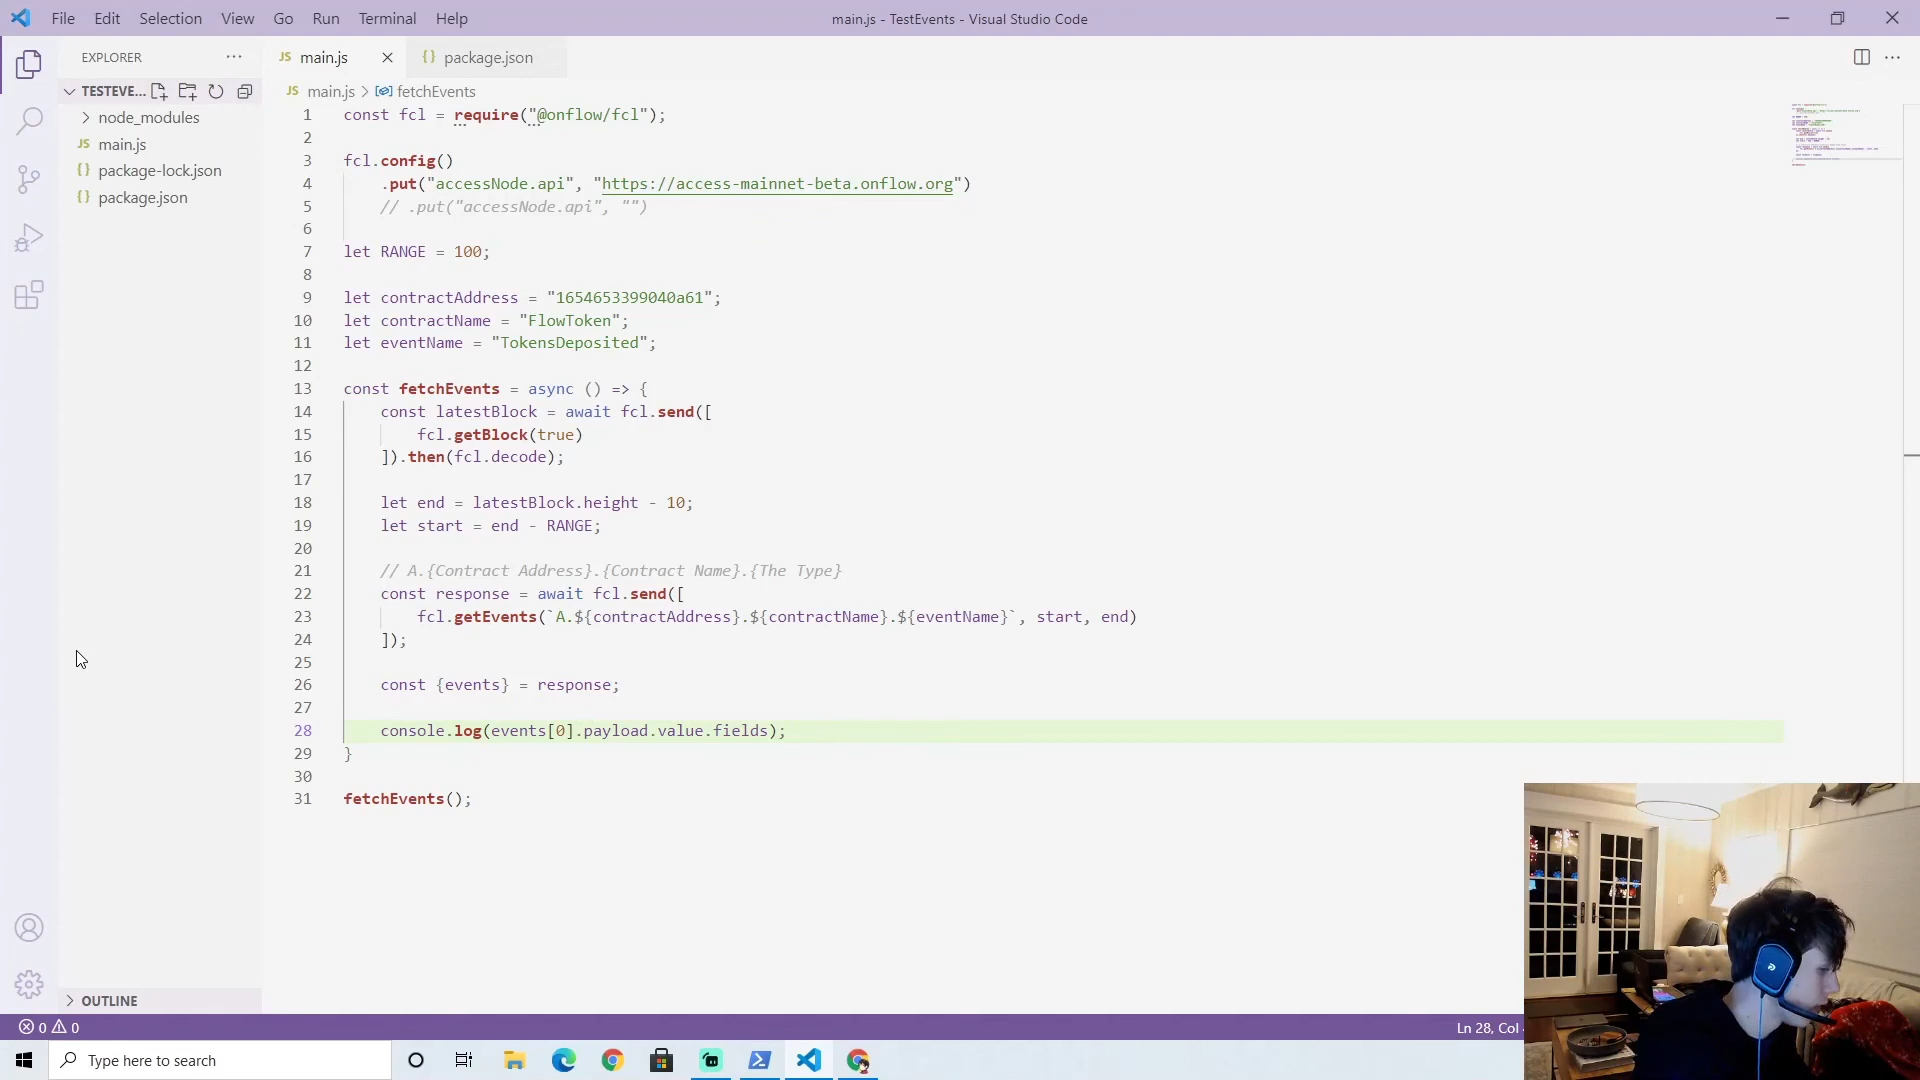 File Edit Selection View Go Run Terminal Help
main.js - TestEvents - Visual Studio Code
EXPLORER
TESTEVE...
node_modules
main.js
package-lock.json
package.json
OUTLINE
JS main.js
{} package.json
JS main.js > fetchEvents
1 const fcl = require("@onflow/fcl");
2
3 fcl.config()
4 .put("accessNode.api", "https://access-mainnet-beta.onflow.org")
5 // .put("accessNode.api", "")
6
7 let RANGE = 100;
8
9 let contractAddress = "1654653399040a61";
10 let contractName = "FlowToken";
11 let eventName = "TokensDeposited";
12
13 const fetchEvents = async () => {
14 const latestBlock = await fcl.send([
15 fcl.getBlock(true)
16 ]).then(fcl.decode);
17
18 let end = latestBlock.height - 10;
19 let start = end - RANGE;
20
21 // A.{Contract Address}.{Contract Name}.{The Type}
22 const response = await fcl.send([
23 fcl.getEvents(`A.${contractAddress}.${contractName}.${eventName}`, start, end)
24 ]);
25
26 const {events} = response;
27
28 console.log(events[0].payload.value.fields);
29 }
30
31 fetchEvents();
0 0
Ln 28, Col
Type here to search